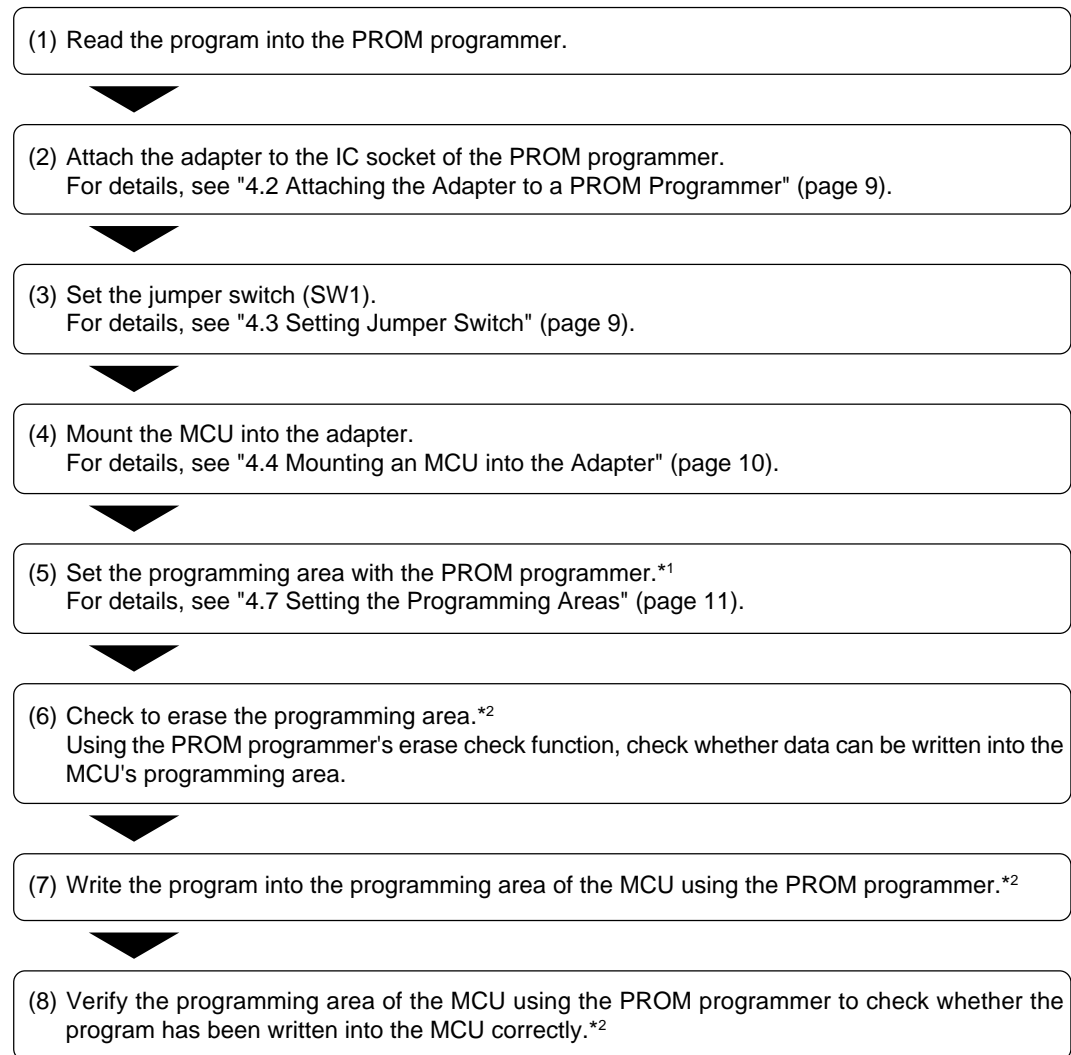 (1) Read the program into the PROM programmer.
(2) Attach the adapter to the IC socket of the PROM programmer.
For details, see "4.2 Attaching the Adapter to a PROM Programmer" (page 9).
(3) Set the jumper switch (SW1).
For details, see "4.3 Setting Jumper Switch" (page 9).
(4) Mount the MCU into the adapter.
For details, see "4.4 Mounting an MCU into the Adapter" (page 10).
(5) Set the programming area with the PROM programmer.*1
For details, see "4.7 Setting the Programming Areas" (page 11).
(6) Check to erase the programming area.*2
Using the PROM programmer's erase check function, check whether data can be written into the
MCU's programming area.
(7) Write the program into the programming area of the MCU using the PROM programmer.*2
(8) Verify the programming area of the MCU using the PROM programmer to check whether the
program has been written into the MCU correctly.*2